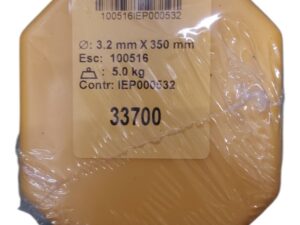 100516IEP000532
Ø: 3.2 mm X 350 mm
Esc: 100516
: 5.0 kg
Contr: IEP000532
33700